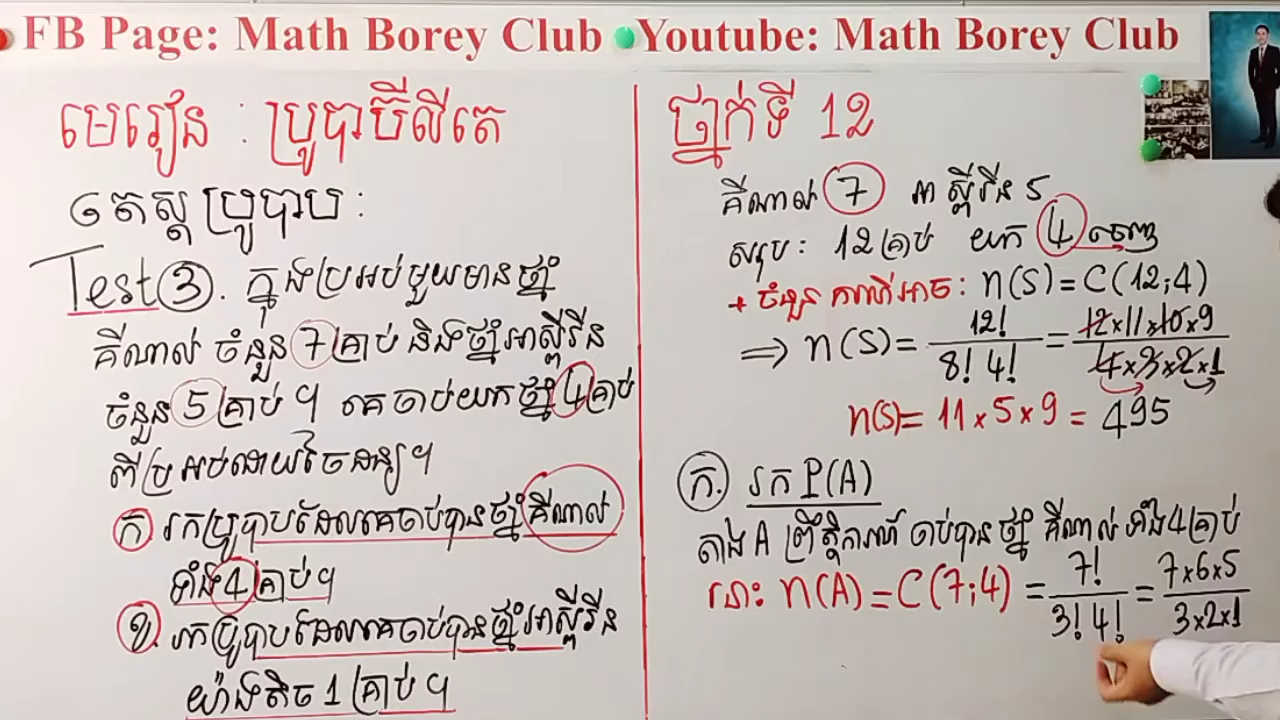 FB Page: Math Borey Club Youtube: Math Borey Club
មេរៀន : ប្រូបាប៊ីលីតេ
តេស្តប្រូបាប :
Test ③. ក្នុងប្រអប់មួយមានថ្នាំ
គីណាល់ ចំនួន 7 គ្រាប់ និងថ្នាំអាស្ពីរីន
ចំនួន 5 គ្រាប់ ។ គេចាប់យកថ្នាំ 4 គ្រាប់
ពីប្រអប់ដោយចៃដន្យ។
ក. រកប្រូបាបដែលគេចាប់បានថ្នាំគីណាល់
ទាំង 4 គ្រាប់។
ខ. រកប្រូបាបដែលគេចាប់បានថ្នាំអាស្ពីរីន
យ៉ាងតិច 1 គ្រាប់ ។
ថ្នាក់ទី 12
គីណាល់ 7 អាស្ពីរីន 5
សរុប: 12 គ្រាប់ យក 4 ចេញ
+ ចំនួនករណីអាច: n(S) = C(12;4)
⟹ n(S) = 12! / 8! 4! = 12×11×10×9 / 4×3×2×1
n(S) = 11 × 5 × 9 = 495
ក. រក P(A)
តាង A ព្រឹត្តិការណ៍ ចាប់បានថ្នាំ គីណាល់ ទាំង 4 គ្រាប់
នោះ n(A) = C(7;4) = 7! / 3! 4! = 7×6×5 / 3×2×1